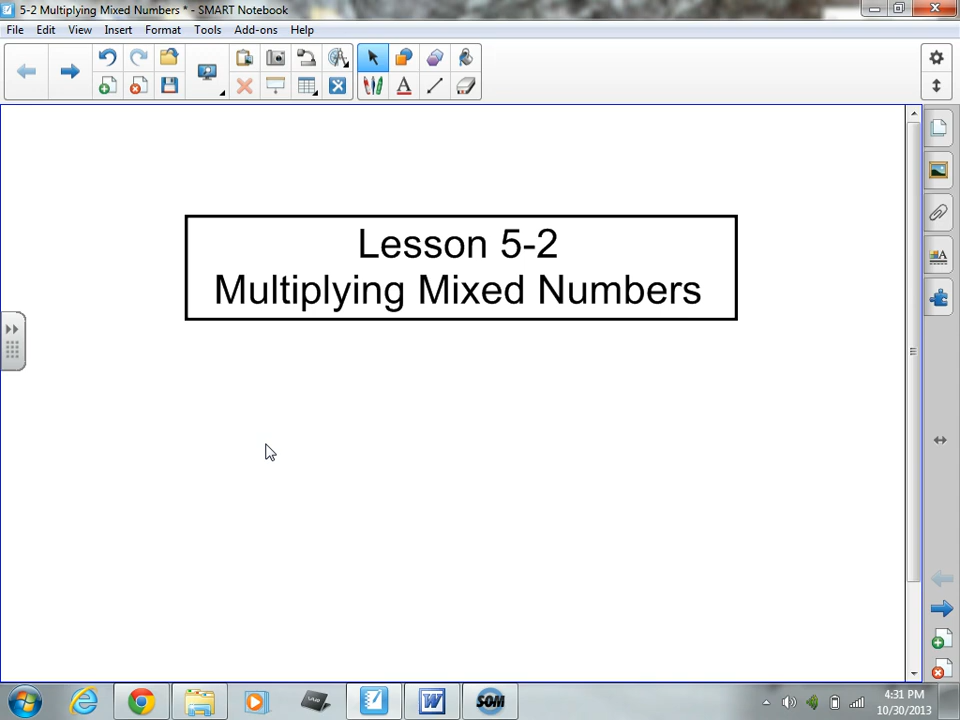 5-2 Multiplying Mixed Numbers * - SMART Notebook
File Edit View Insert Format Tools Add-ons Help
Lesson 5-2
Multiplying Mixed Numbers
SOM
4:31 PM
10/30/2013